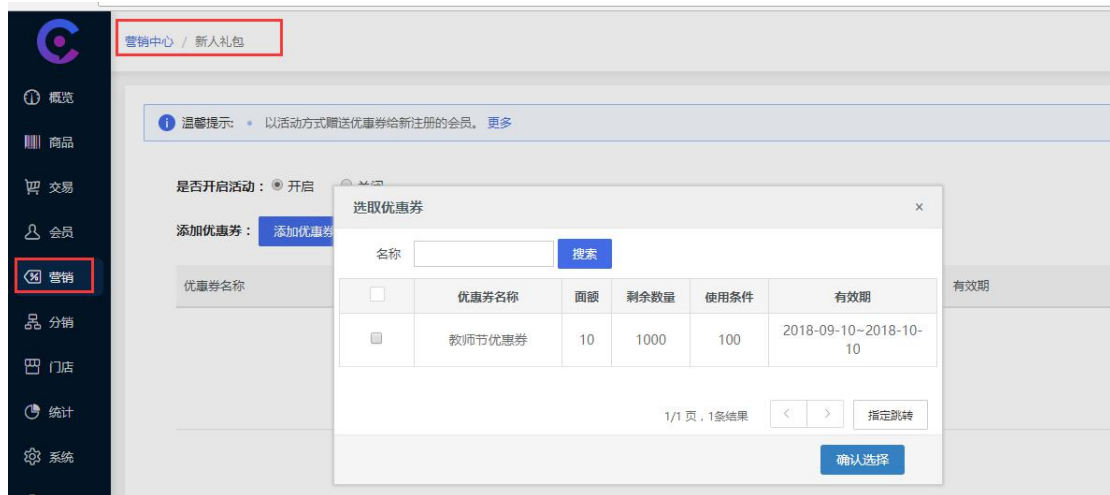 营销中心 / 新人礼包
概览
商品
交易
会员
营销
分销
门店
统计
系统
温馨提示: • 以活动方式赠送优惠券给新注册的会员。 更多
是否开启活动： 开启 关闭
添加优惠券： 添加优惠券
优惠券名称 有效期
选取优惠券 ×
名称 搜索
优惠券名称 面额 剩余数量 使用条件 有效期
教师节优惠券 10 1000 100 2018-09-10~2018-10-
10
1/1 页，1条结果 < > 指定跳转
确认选择